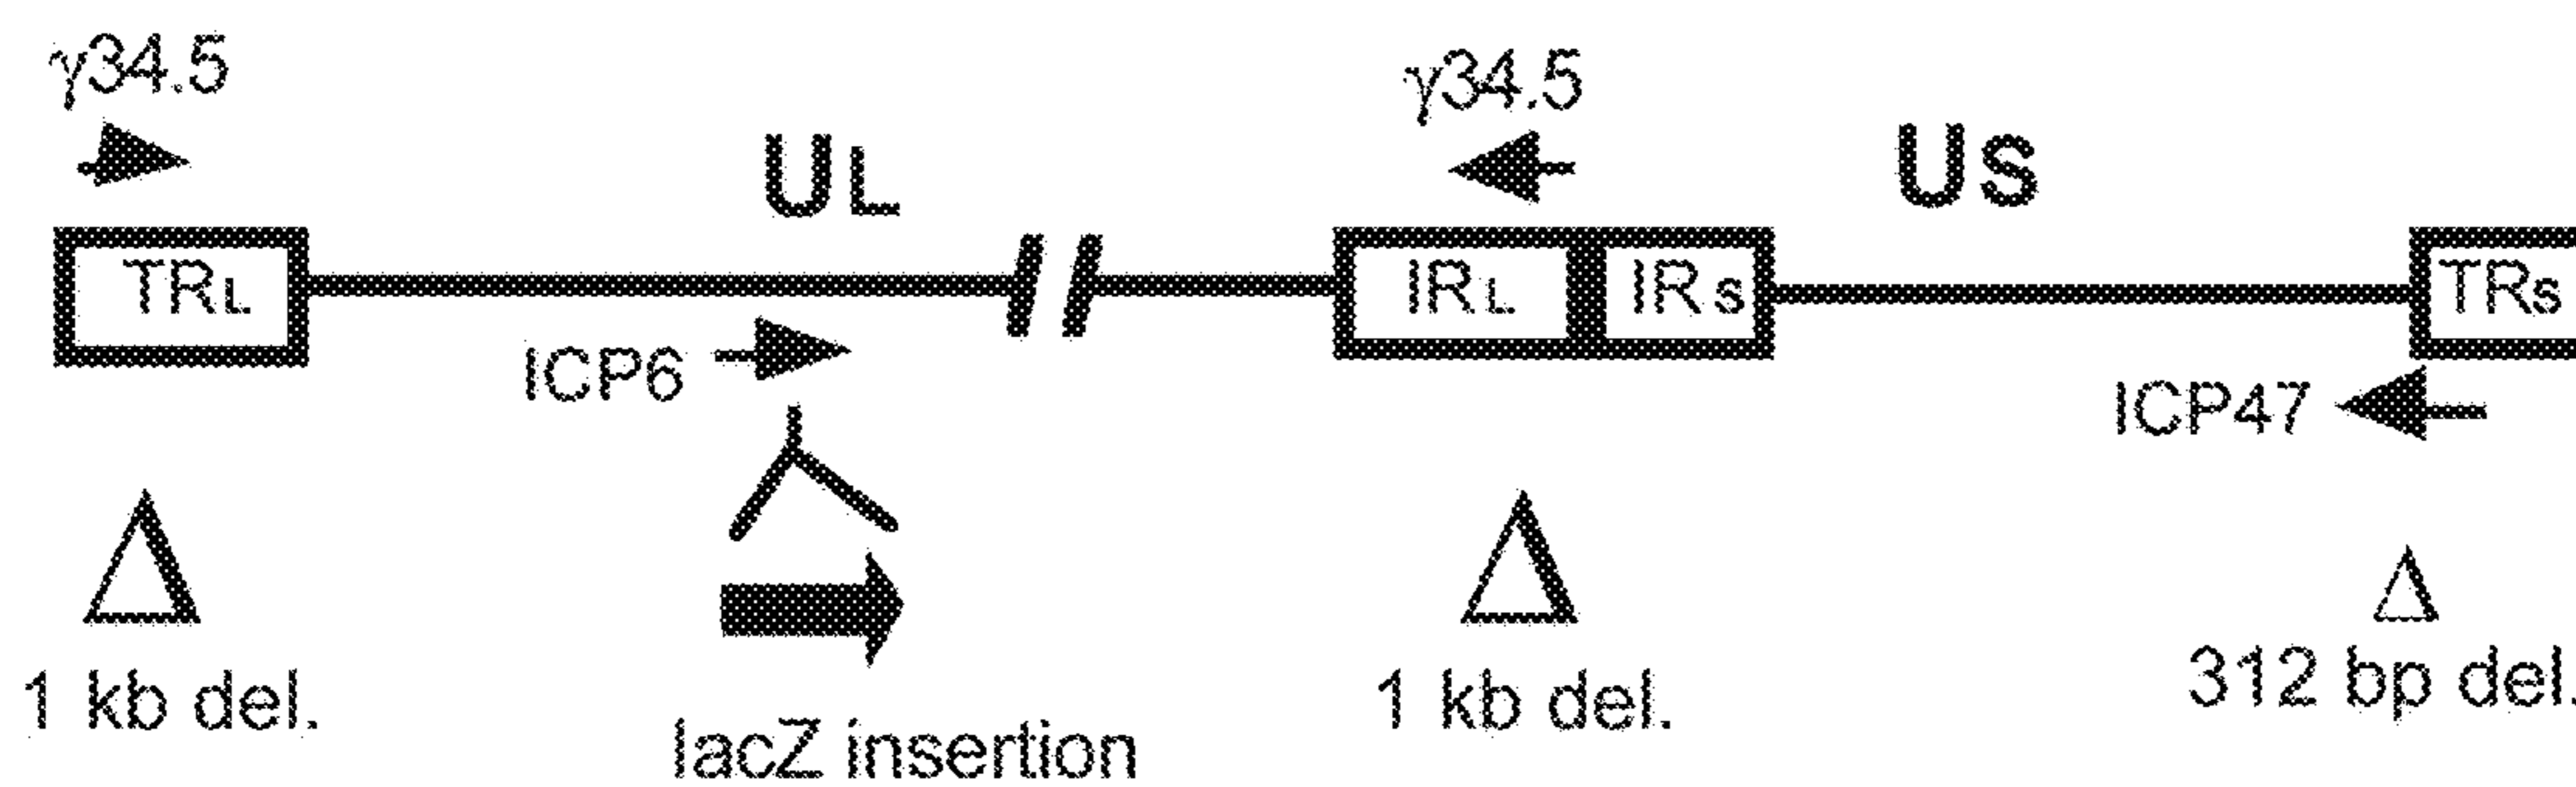 γ34.5
γ34.5
UL
US
TRL
IRL
IRS
TRS
ICP6
ICP47
1 kb del.
lacZ insertion
1 kb del.
312 bp del.